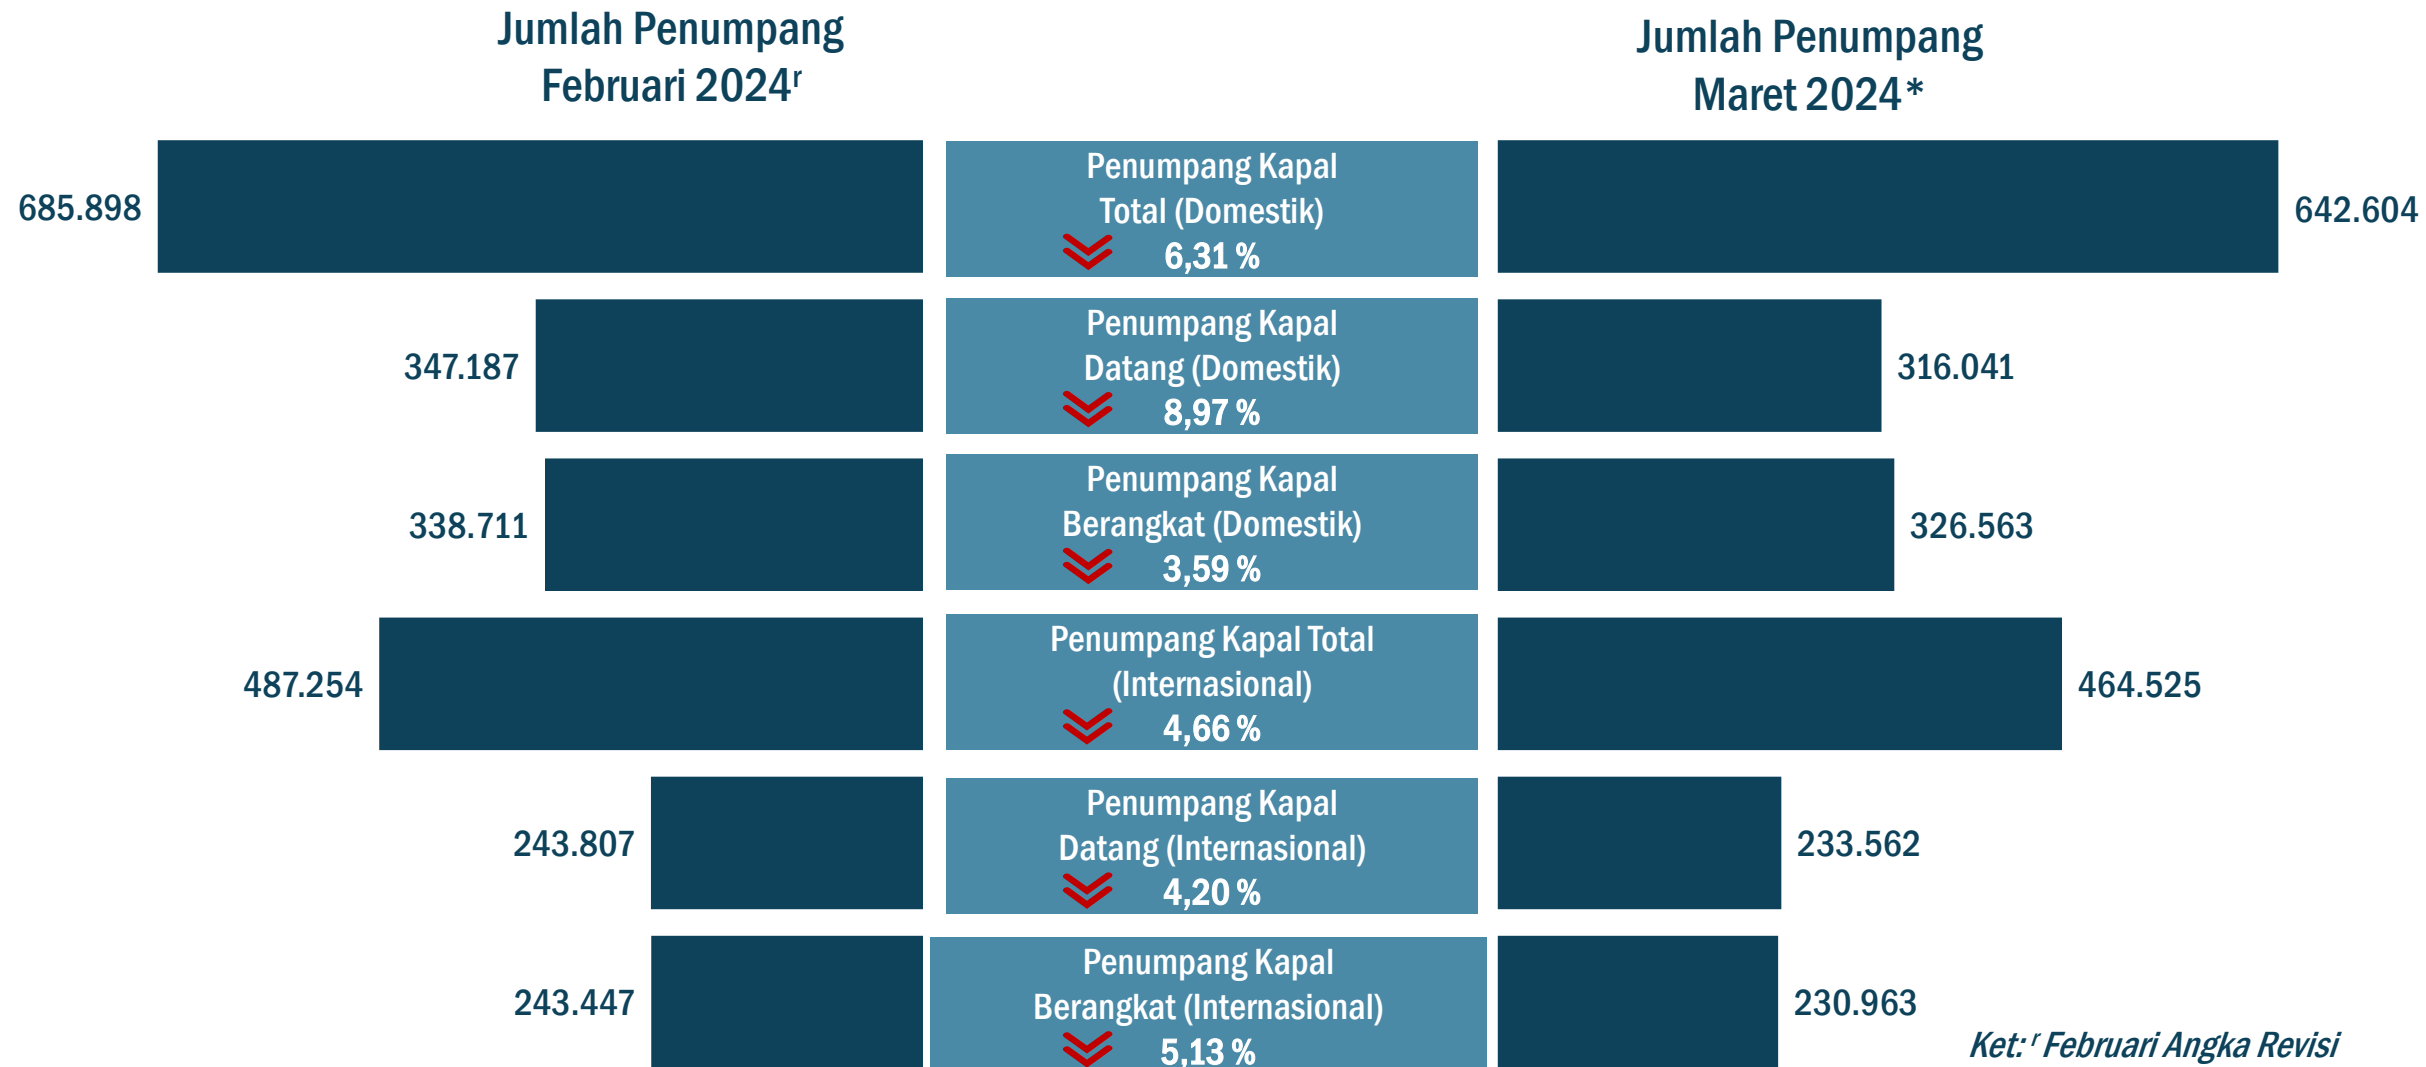 Jumlah Penumpang
Februari 2024ʳ
Jumlah Penumpang
Maret 2024*
685.898
Penumpang Kapal
Total (Domestik)
6,31 %
642.604
347.187
Penumpang Kapal
Datang (Domestik)
8,97 %
316.041
338.711
Penumpang Kapal
Berangkat (Domestik)
3,59 %
326.563
487.254
Penumpang Kapal Total
(Internasional)
4,66 %
464.525
243.807
Penumpang Kapal
Datang (Internasional)
4,20 %
233.562
243.447
Penumpang Kapal
Berangkat (Internasional)
5,13 %
230.963
Ket: ʳ Februari Angka Revisi